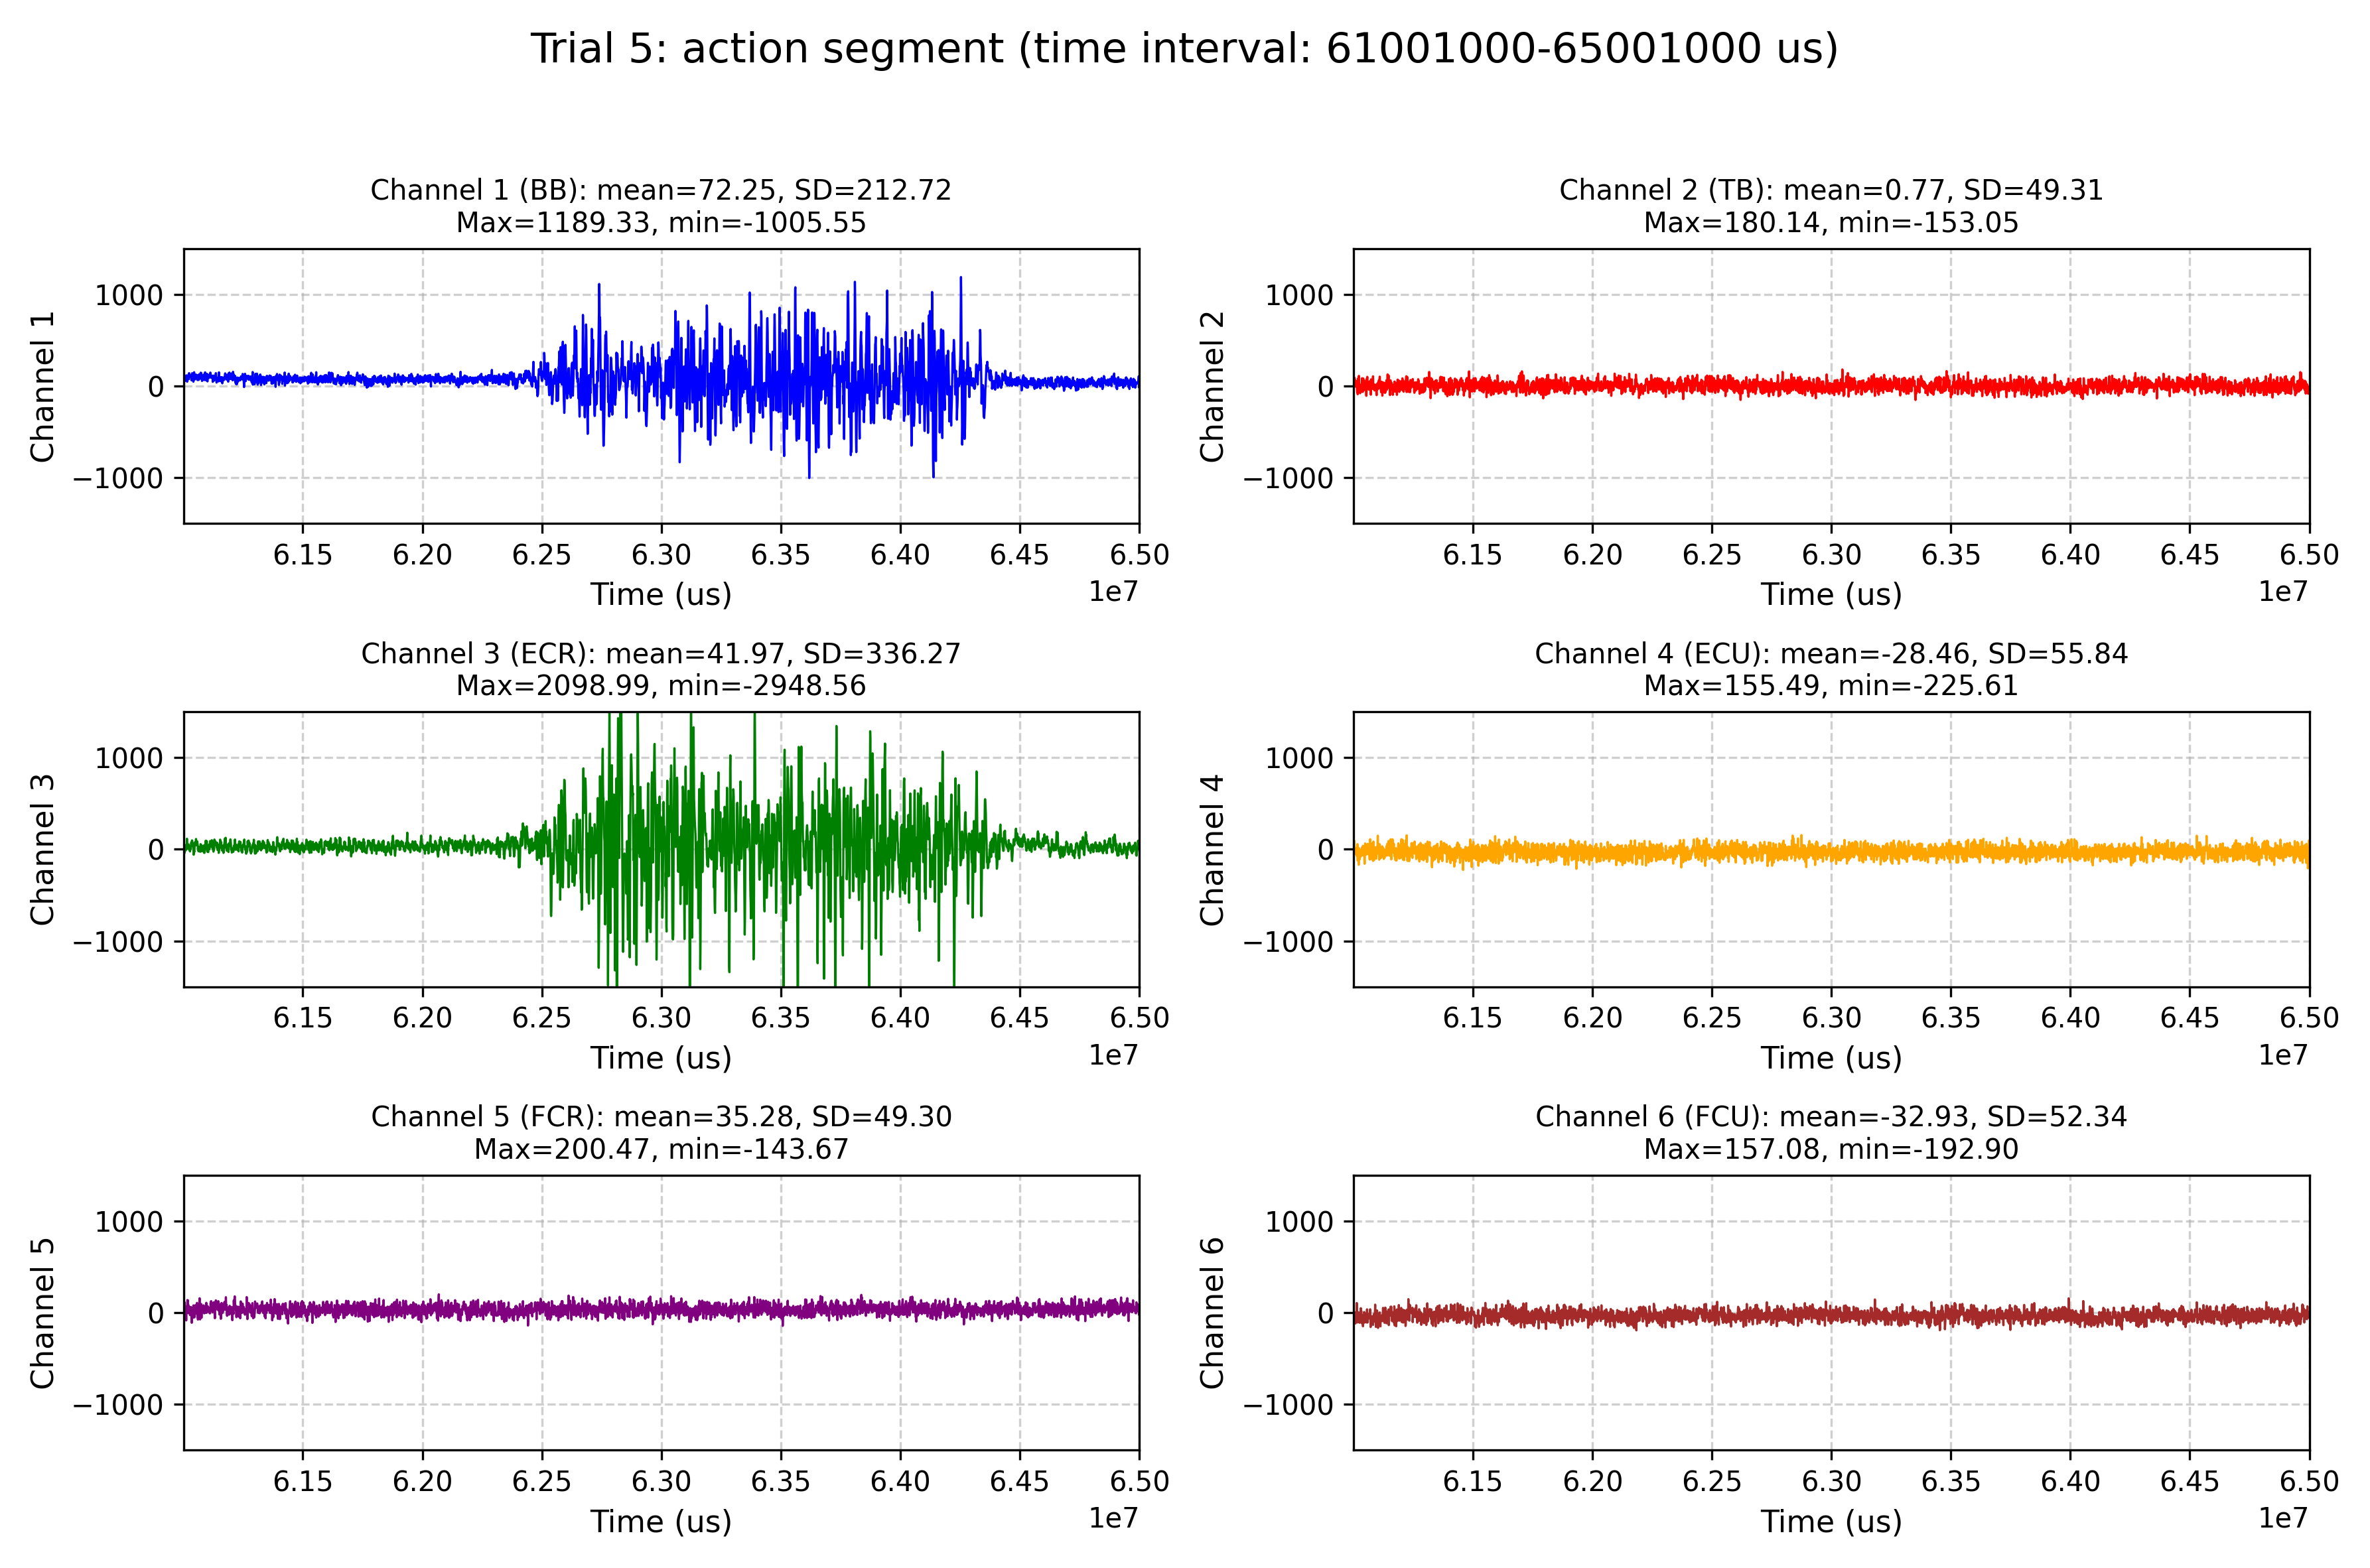 Trial 5: action segment (time interval: 61001000-65001000 us)
Channel 1 (BB): mean=72.25, SD=212.72
Max=1189.33, min=-1005.55
Channel 1
1000
0
−1000
6.15 6.20 6.25 6.30 6.35 6.40 6.45 6.50
Time (us)
1e7
Channel 2 (TB): mean=0.77, SD=49.31
Max=180.14, min=-153.05
Channel 2
1000
0
−1000
6.15 6.20 6.25 6.30 6.35 6.40 6.45 6.50
Time (us)
1e7
Channel 3 (ECR): mean=41.97, SD=336.27
Max=2098.99, min=-2948.56
Channel 3
1000
0
−1000
6.15 6.20 6.25 6.30 6.35 6.40 6.45 6.50
Time (us)
1e7
Channel 4 (ECU): mean=-28.46, SD=55.84
Max=155.49, min=-225.61
Channel 4
1000
0
−1000
6.15 6.20 6.25 6.30 6.35 6.40 6.45 6.50
Time (us)
1e7
Channel 5 (FCR): mean=35.28, SD=49.30
Max=200.47, min=-143.67
Channel 5
1000
0
−1000
6.15 6.20 6.25 6.30 6.35 6.40 6.45 6.50
Time (us)
1e7
Channel 6 (FCU): mean=-32.93, SD=52.34
Max=157.08, min=-192.90
Channel 6
1000
0
−1000
6.15 6.20 6.25 6.30 6.35 6.40 6.45 6.50
Time (us)
1e7